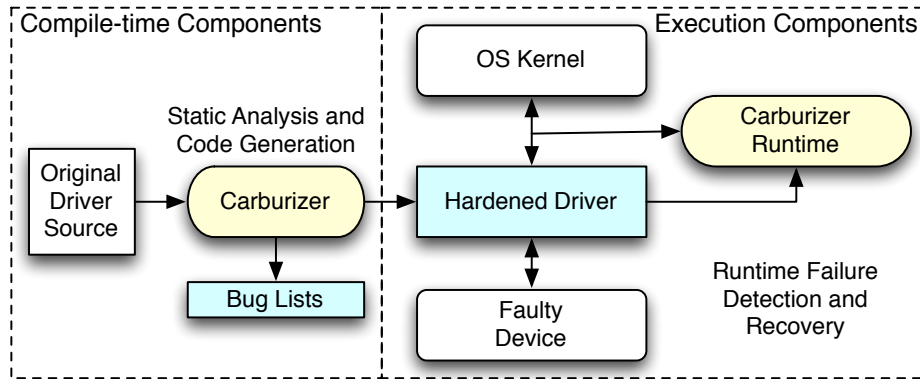 Compile-time Components
Execution Components
OS Kernel
Static Analysis and
Code Generation
Carburizer
Runtime
Original
Driver
Source
Carburizer
Hardened Driver
Bug Lists
Faulty
Device
Runtime Failure
Detection and
Recovery